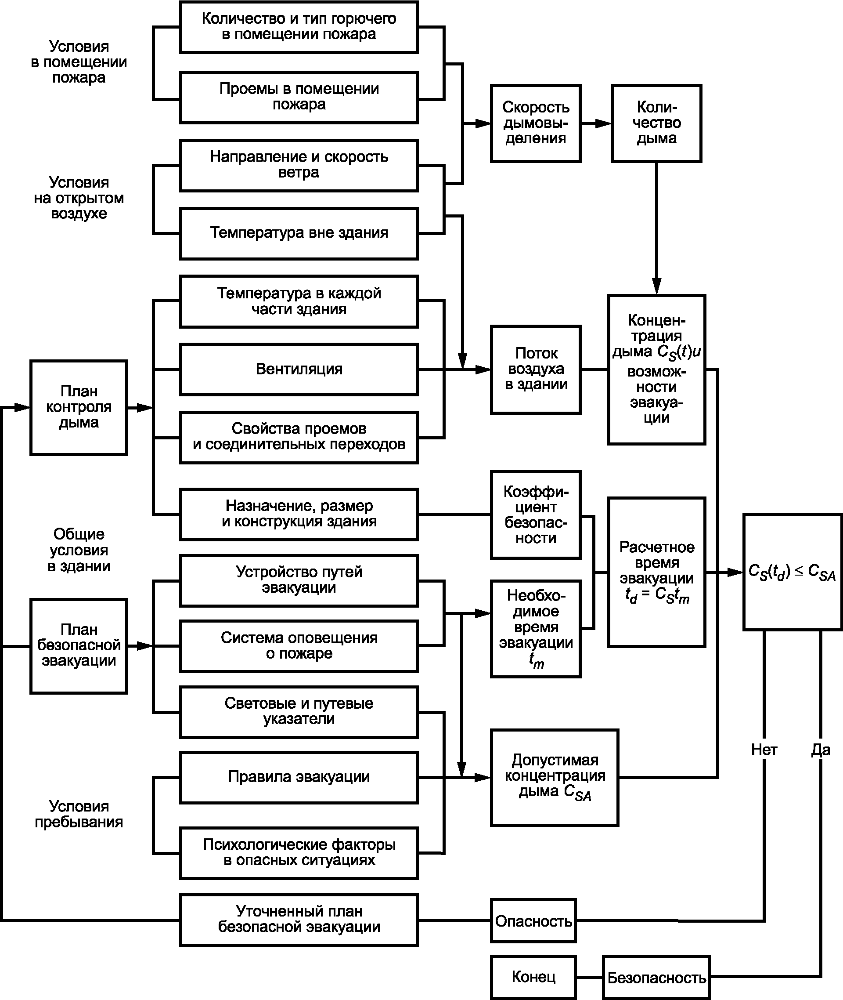 Количество и тип горючего
в помещении пожара
Условия
в помещении
пожара
Проемы в помещении
пожара
Скорость
дымовы-
деления
Коли-
чество
дыма
Направление и скорость
ветра
Условия
на открытом
воздухе
Температура вне здания
Температура в каждой
части здания
Концен-
трация
дыма C_S(t)u
возмож-
ности
эвакуа-
ции
Вентиляция
Поток
воздуха
в здании
План
контроля
дыма
Свойства проемов
и соединительных переходов
Назначение, размер
и конструкция здания
Коэффи-
циент
безопас-
ности
Общие
условия
в здании
Расчетное
время
эвакуации
t_d = C_S t_m
C_S(t_d) ≤ C_SA
Устройство путей
эвакуации
Необхо-
димое
время
эвакуации
t_m
План
безопасной
эвакуации
Система оповещения
о пожаре
Световые и путевые
указатели
Нет
Да
Правила эвакуации
Допустимая
концентрация
дыма C_SA
Условия
пребывания
Психологические факторы
в опасных ситуациях
Уточненный план
безопасной эвакуации
Опасность
Конец
Безопасность